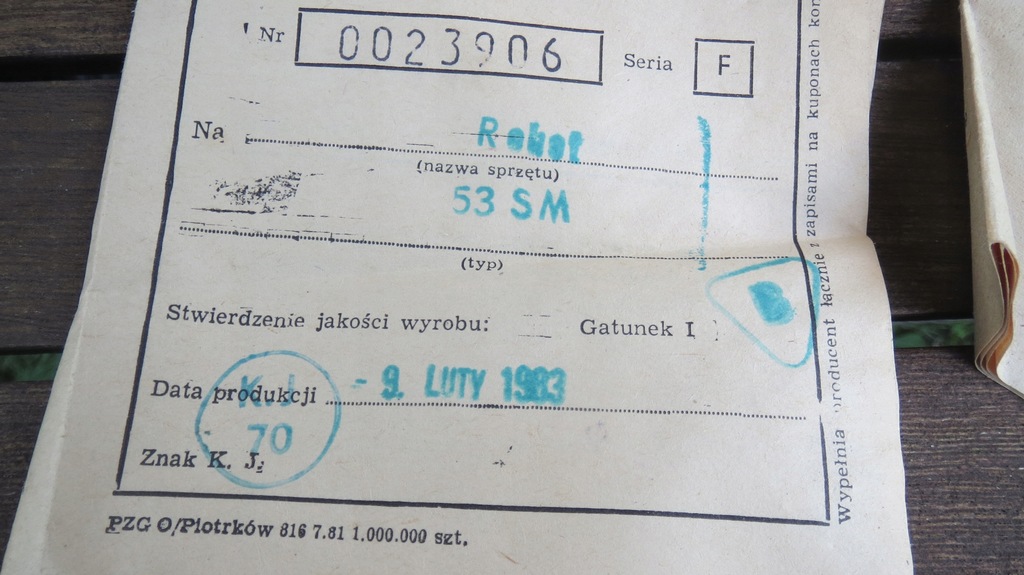 Nr 0023906 Seria F
Na Robot
(nazwa sprzętu)
53 SM
(typ)
Stwierdzenie jakości wyrobu: Gatunek I
B
Data produkcji - 9. LUTY 1983
K.J
70
Znak K. J.
PZG O/Piotrków 816 7.81 1.000.000 szt.
Wypełnia producent łącznie z zapisami na kuponach